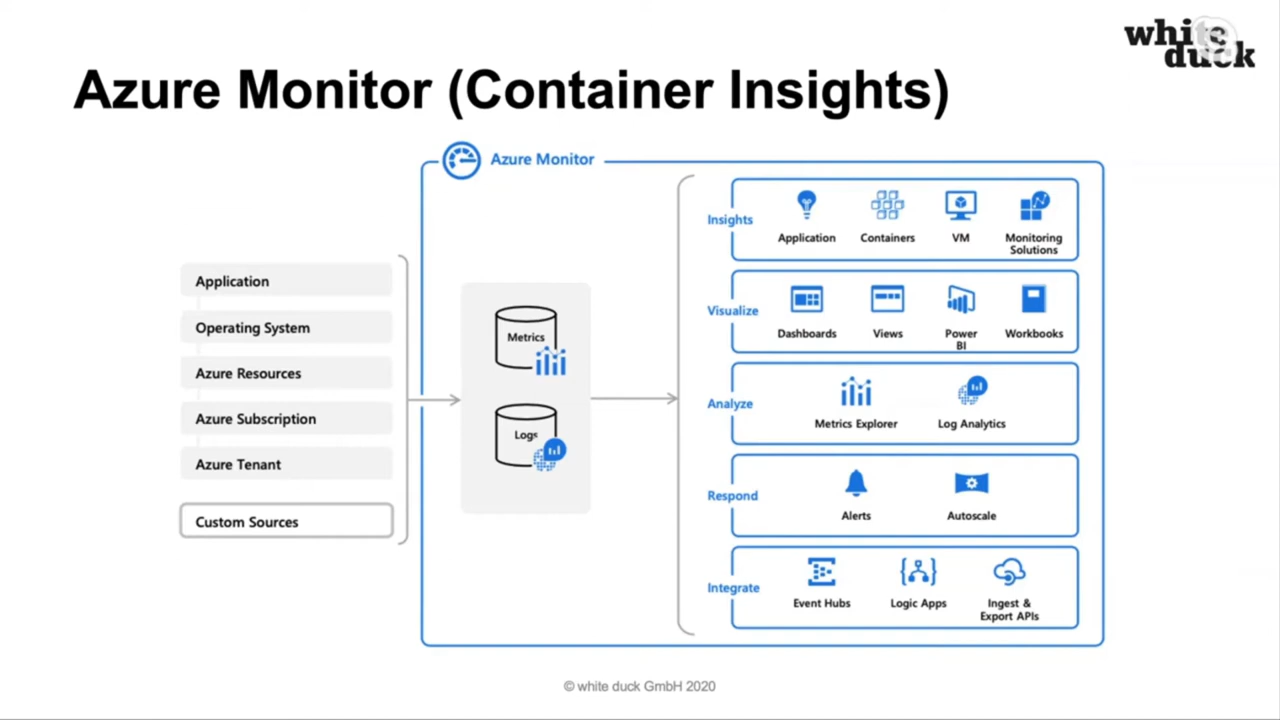 white
duck
Azure Monitor (Container Insights)
Azure Monitor
Application
Operating System
Azure Resources
Azure Subscription
Azure Tenant
Custom Sources
Metrics
Logs
Insights
Application
Containers
VM
Monitoring
Solutions
Visualize
Dashboards
Views
Power
BI
Workbooks
Analyze
Metrics Explorer
Log Analytics
Respond
Alerts
Autoscale
Integrate
Event Hubs
Logic Apps
Ingest &
Export APIs
© white duck GmbH 2020